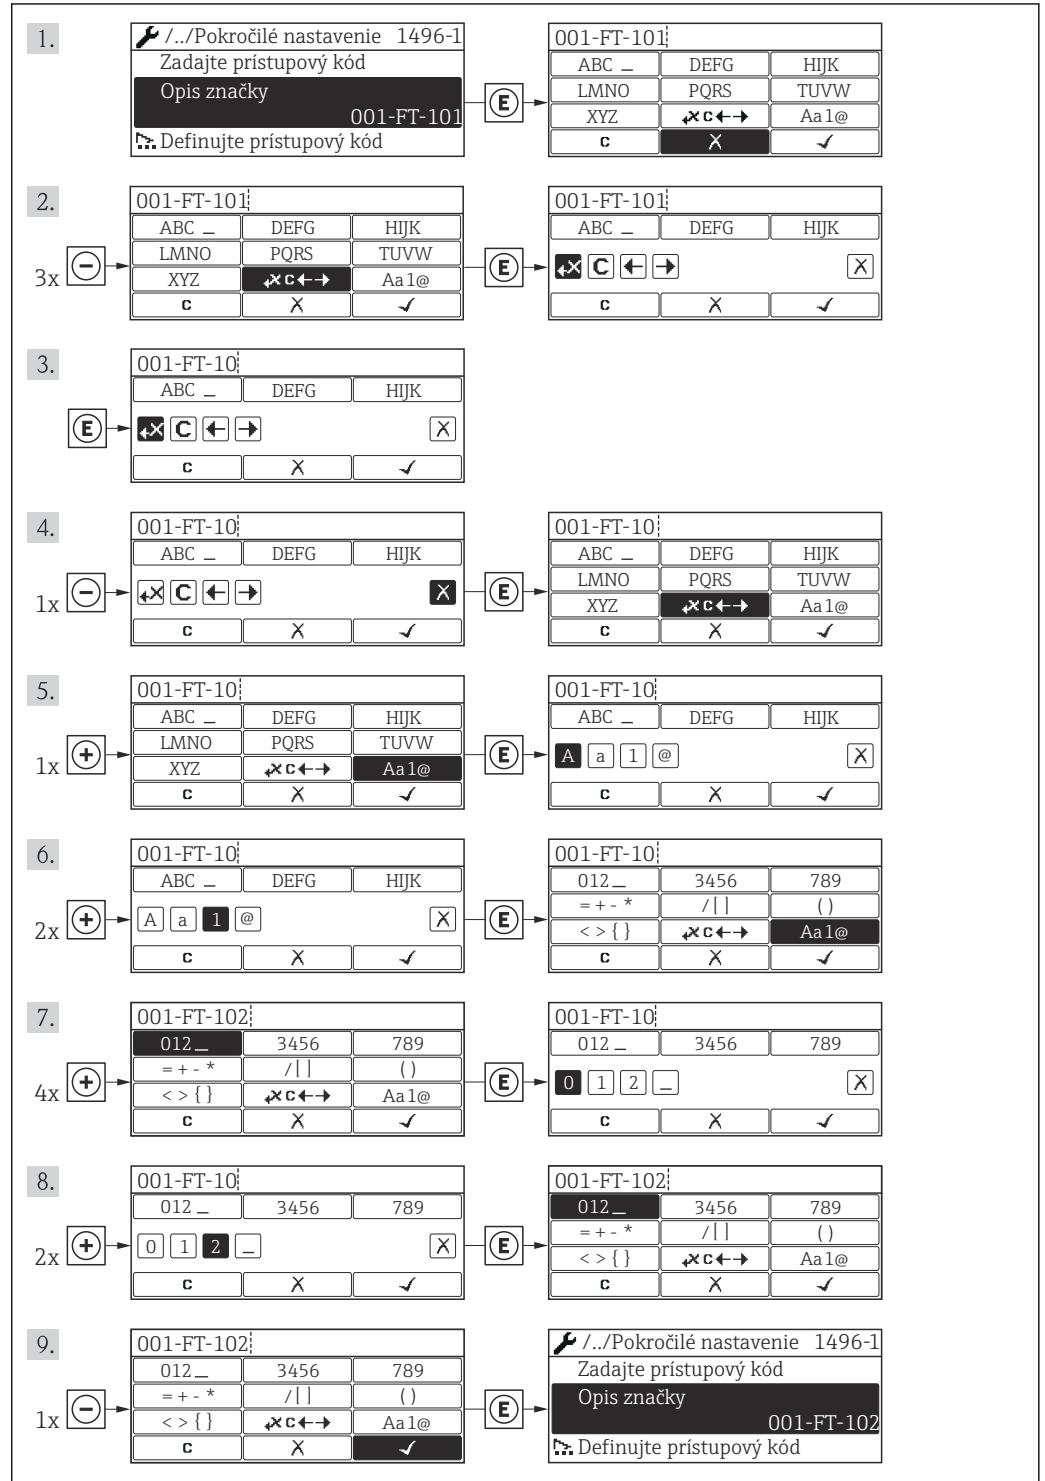 1.
/../Pokročilé nastavenie 1496-1
Zadajte prístupový kód
Opis značky
001-FT-101
Definujte prístupový kód
E
001-FT-101
ABC _ DEFG HIJK
LMNO PQRS TUVW
XYZ C Aa1@
C X ✓
2.
3x −
001-FT-101
ABC _ DEFG HIJK
LMNO PQRS TUVW
XYZ C Aa1@
C X ✓
E
001-FT-101
ABC _ DEFG HIJK
C ← → X
C X ✓
3.
E
001-FT-10
ABC _ DEFG HIJK
C ← → X
C X ✓
4.
1x −
001-FT-10
ABC _ DEFG HIJK
C ← → X
C X ✓
E
001-FT-10
ABC _ DEFG HIJK
LMNO PQRS TUVW
XYZ C Aa1@
C X ✓
5.
1x +
001-FT-10
ABC _ DEFG HIJK
LMNO PQRS TUVW
XYZ C Aa1@
C X ✓
E
001-FT-10
ABC _ DEFG HIJK
A a 1 @ X
C X ✓
6.
2x +
001-FT-10
ABC _ DEFG HIJK
A a 1 @ X
C X ✓
E
001-FT-10
012_ 3456 789
= + - * / [ ] ( )
< > { } C Aa1@
C X ✓
7.
4x +
001-FT-102
012_ 3456 789
= + - * / [ ] ( )
< > { } C Aa1@
C X ✓
E
001-FT-10
012_ 3456 789
0 1 2 _ X
C X ✓
8.
2x +
001-FT-10
012_ 3456 789
0 1 2 _ X
C X ✓
E
001-FT-102
012_ 3456 789
= + - * / [ ] ( )
< > { } C Aa1@
C X ✓
9.
1x −
001-FT-102
012_ 3456 789
= + - * / [ ] ( )
< > { } C Aa1@
C X ✓
E
/../Pokročilé nastavenie 1496-1
Zadajte prístupový kód
Opis značky
001-FT-102
Definujte prístupový kód